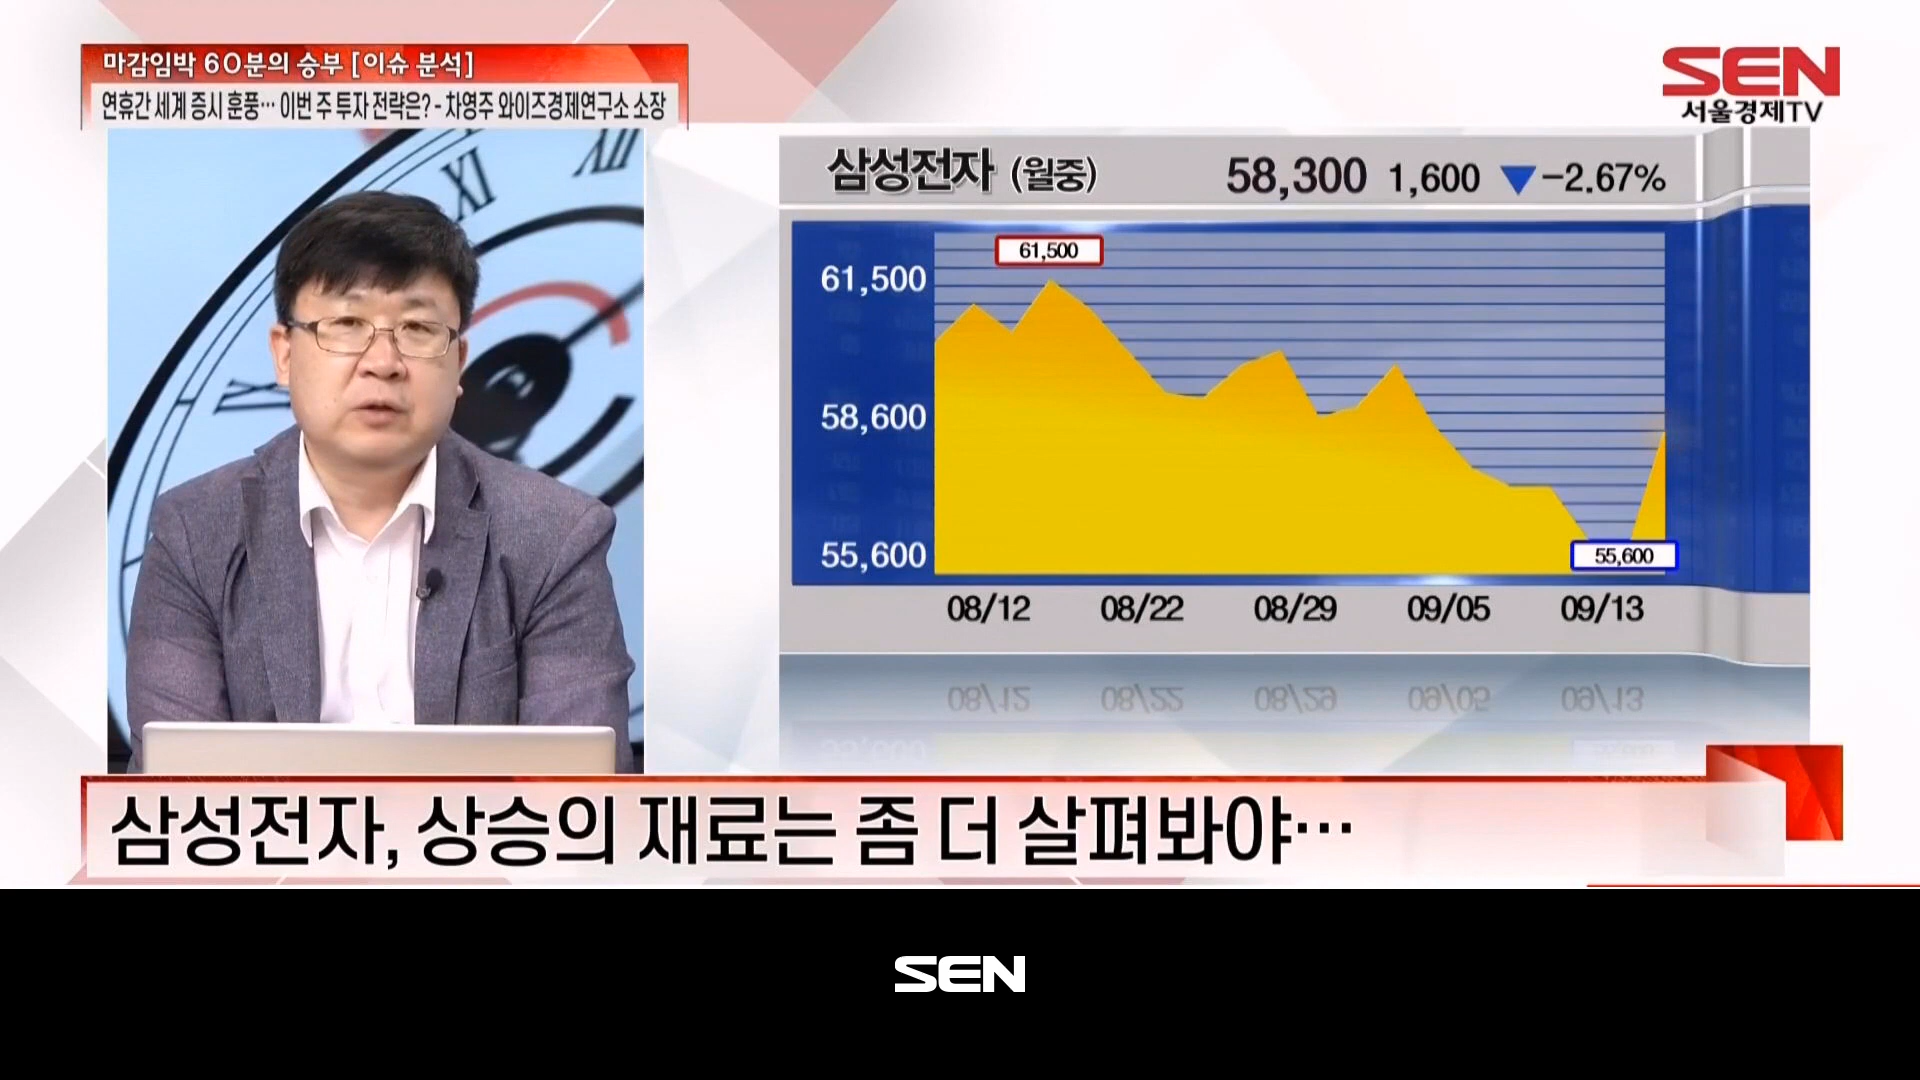 마감임박 60분의 승부 [이슈 분석]
연휴간 세계 증시 훈풍… 이번 주 투자 전략은? - 차영주 와이즈경제연구소 소장
SEN
서울경제TV
XI
XII
IX
삼성전자 (월중) 58,300 1,600 ▼-2.67%
61,500
61,500
58,600
55,600
55,600
08/12 08/22 08/29 09/05 09/13
삼성전자, 상승의 재료는 좀 더 살펴봐야…
SEN